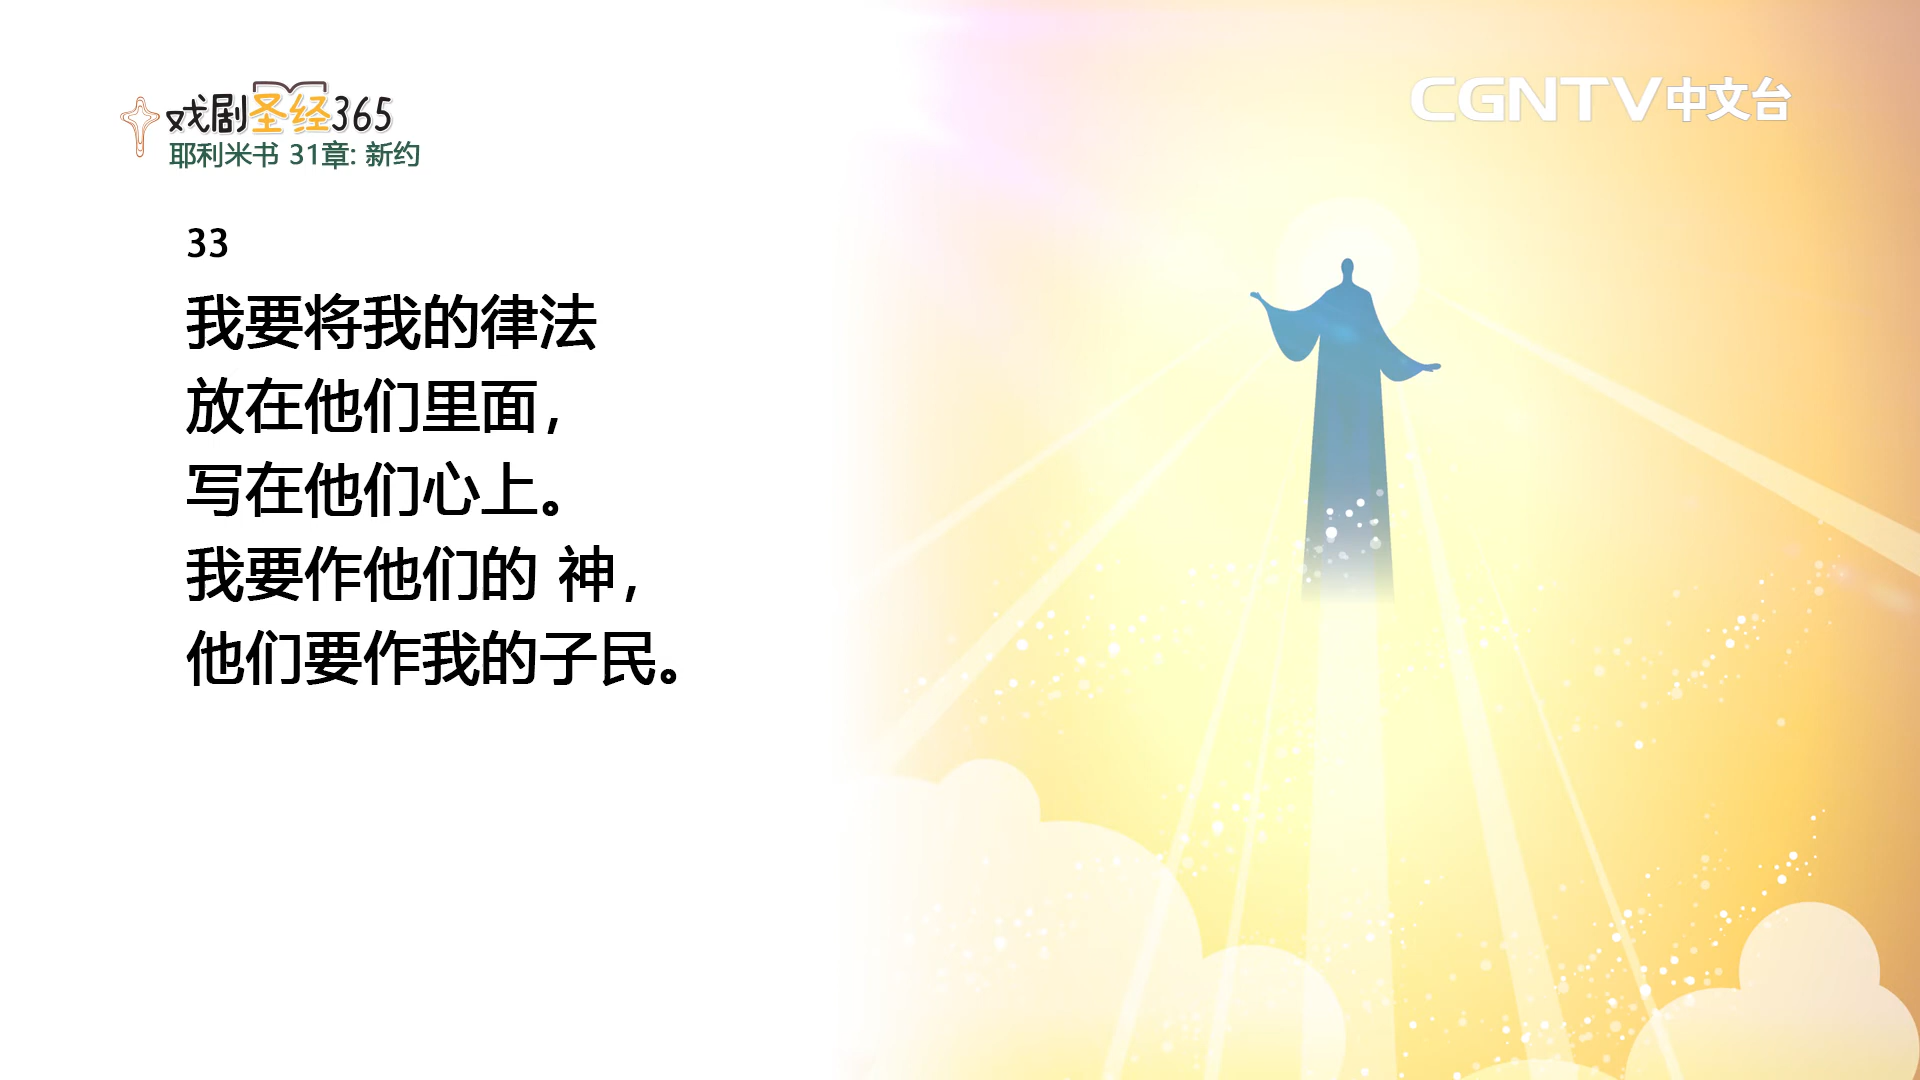 戏剧圣经365
耶利米书 31章: 新约
CGNTV中文台
33
我要将我的律法
放在他们里面，
写在他们心上。
我要作他们的 神，
他们要作我的子民。